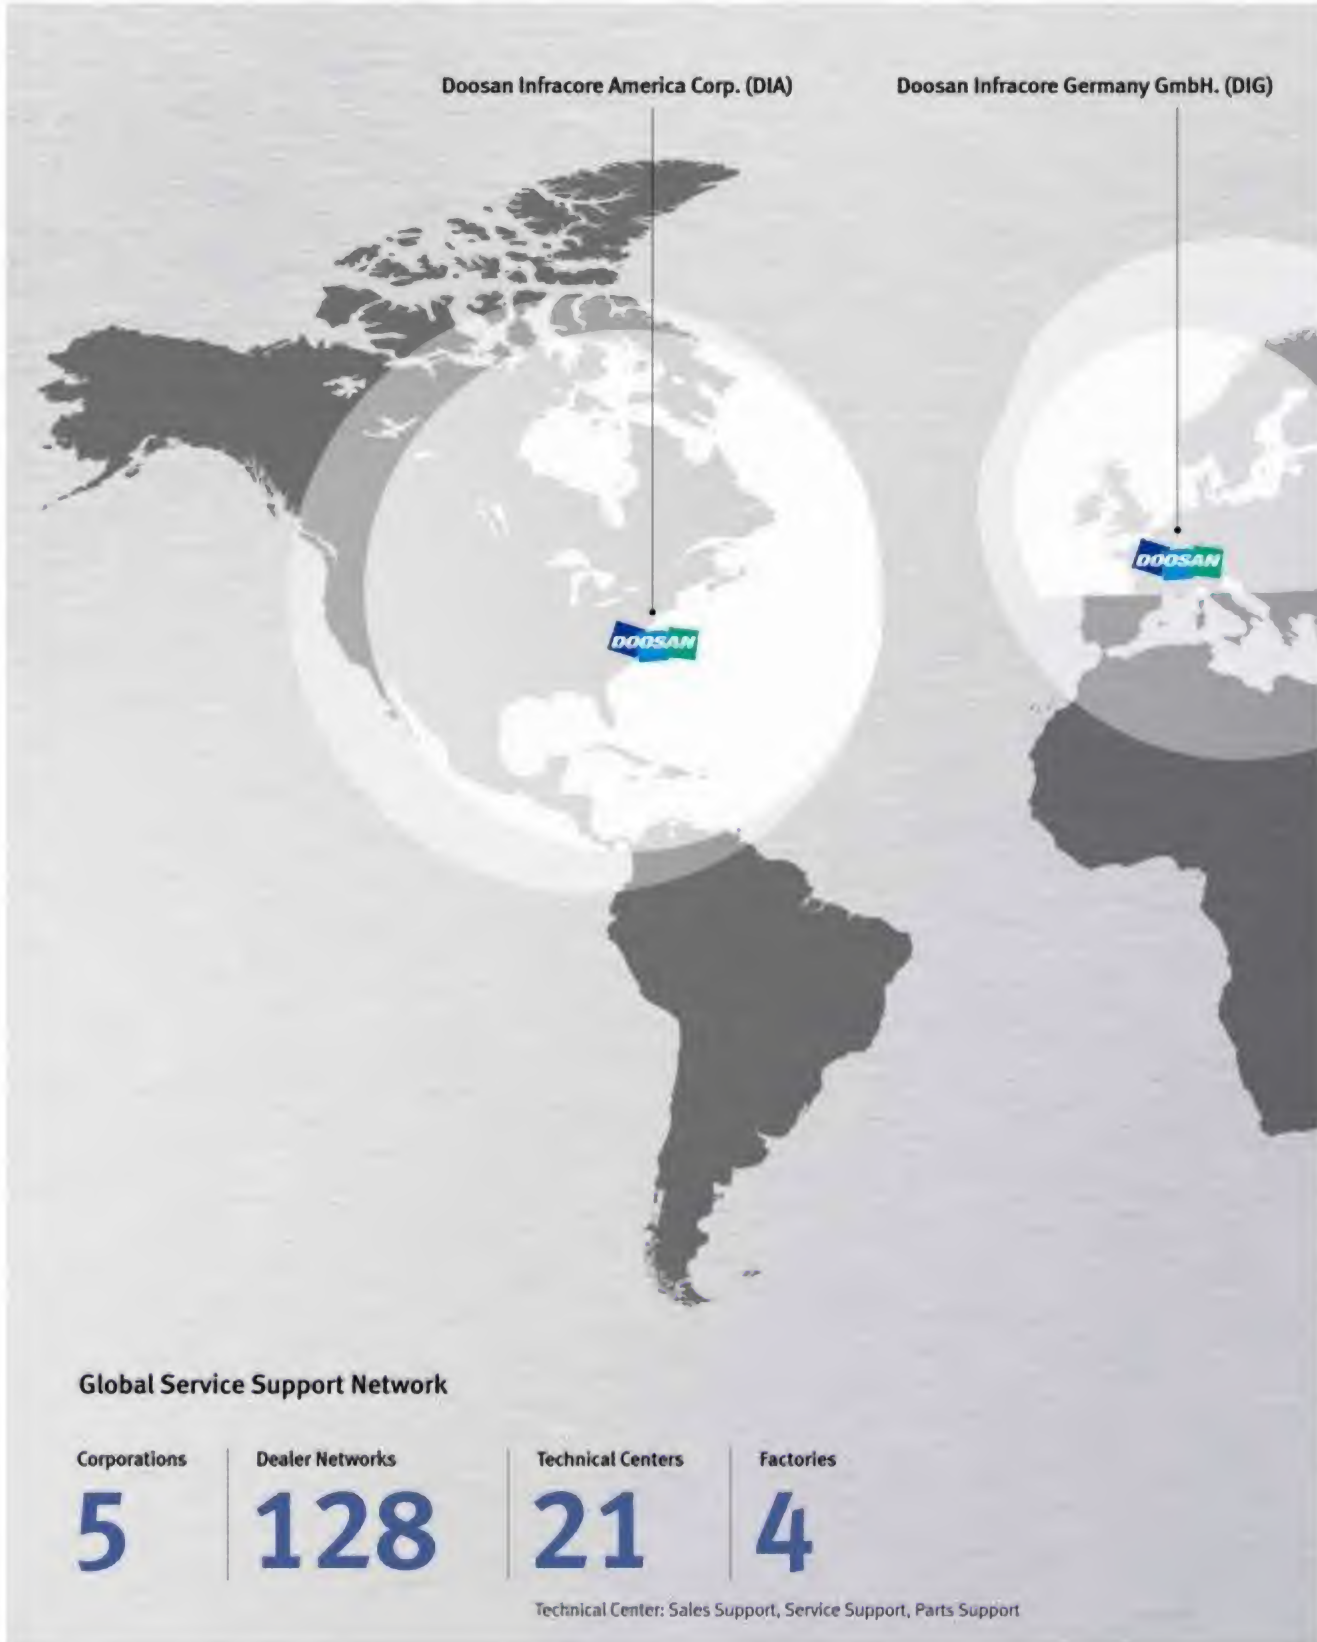 Doosan Infracore America Corp. (DIA)
Doosan Infracore Germany GmbH. (DIG)
DOOSAN
DOOSAN
Global Service Support Network
Corporations
5
Dealer Networks
128
Technical Centers
21
Factories
4
Technical Center: Sales Support, Service Support, Parts Support